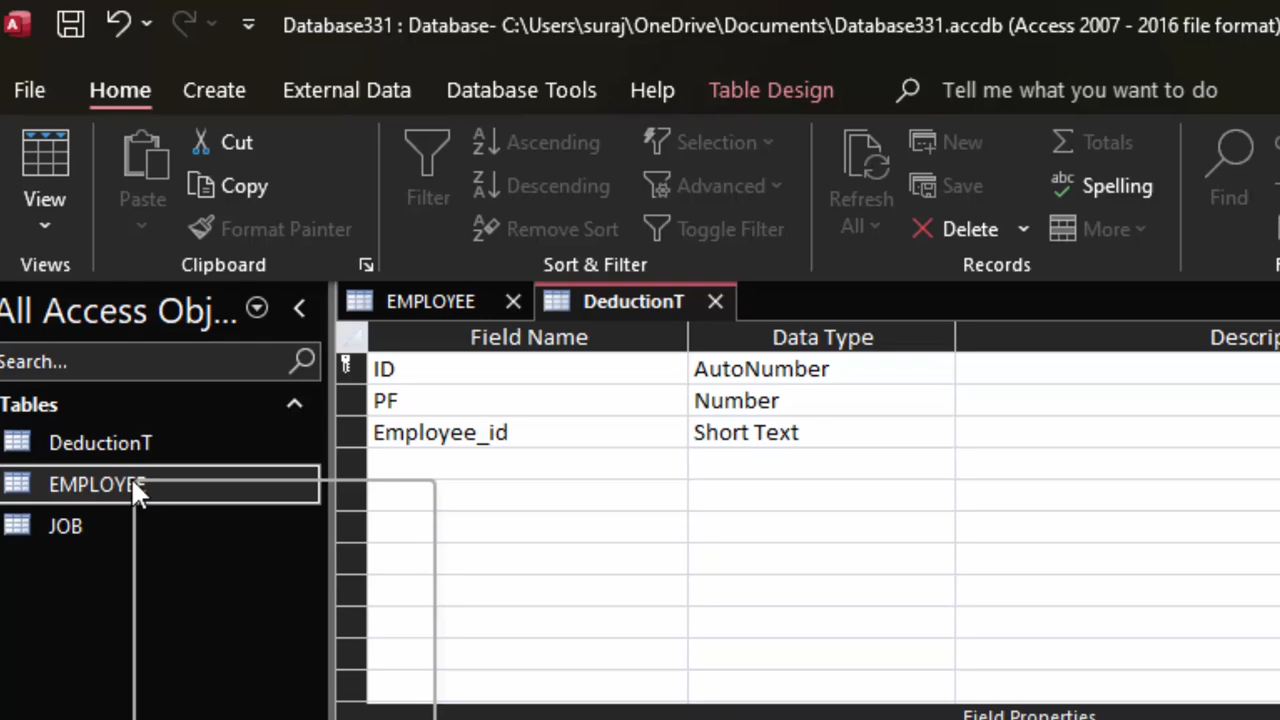 Database331 : Database- C:\Users\suraj\OneDrive\Documents\Database331.accdb (Access 2007 - 2016 file format)
File Home Create External Data Database Tools Help Table Design Tell me what you want to do
View
Views
Paste
Cut
Copy
Format Painter
Clipboard
Filter
Ascending
Descending
Remove Sort
Selection
Advanced
Toggle Filter
Sort & Filter
Refresh
All
New
Save
Delete
Totals
Spelling
More
Records
Find
All Access Obj...
Search...
Tables
DeductionT
EMPLOYEE
JOB
EMPLOYEE DeductionT
Field Name Data Type Descrip
ID AutoNumber
PF Number
Employee_id Short Text
Field Properties